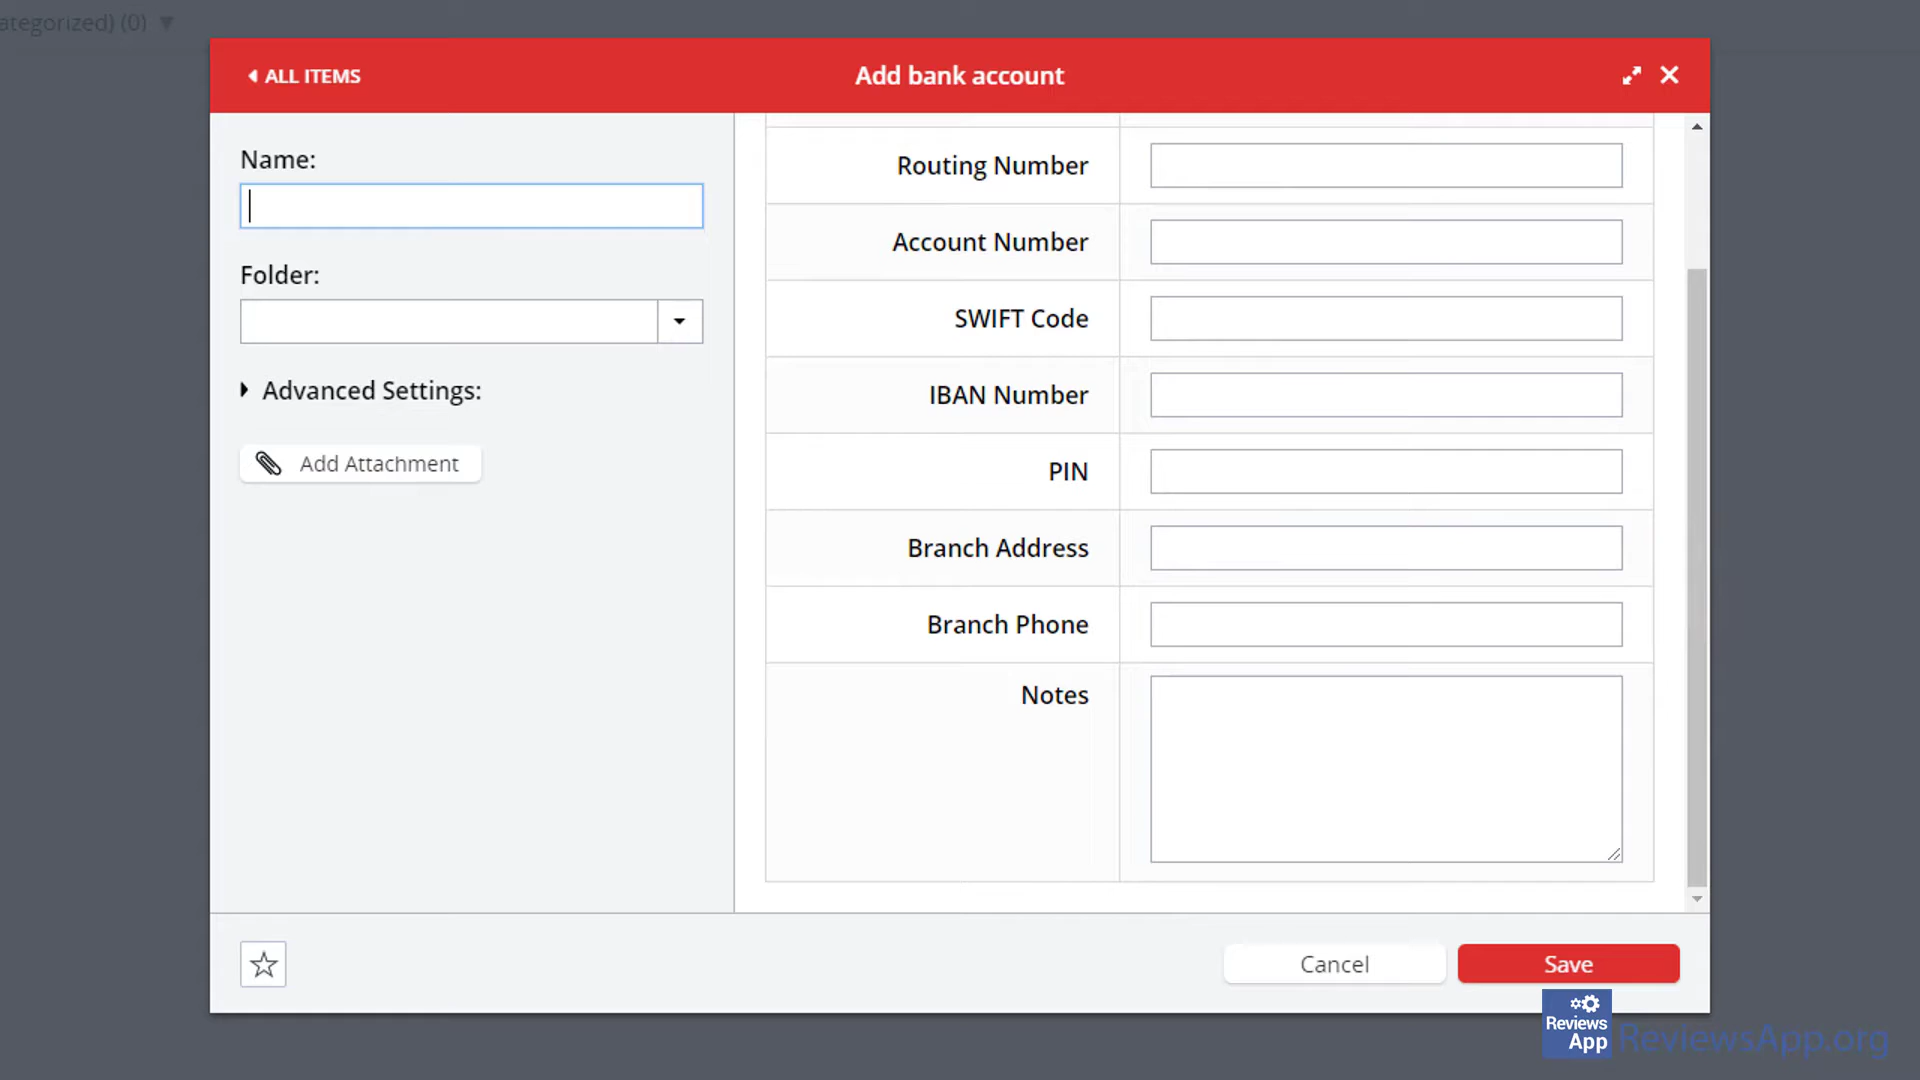 ategorized) (0) ▼
ALL ITEMS
Add bank account
Name:
Folder:
Advanced Settings:
Add Attachment
Routing Number
Account Number
SWIFT Code
IBAN Number
PIN
Branch Address
Branch Phone
Notes
Cancel
Save
Reviews
App
ReviewsApp.org